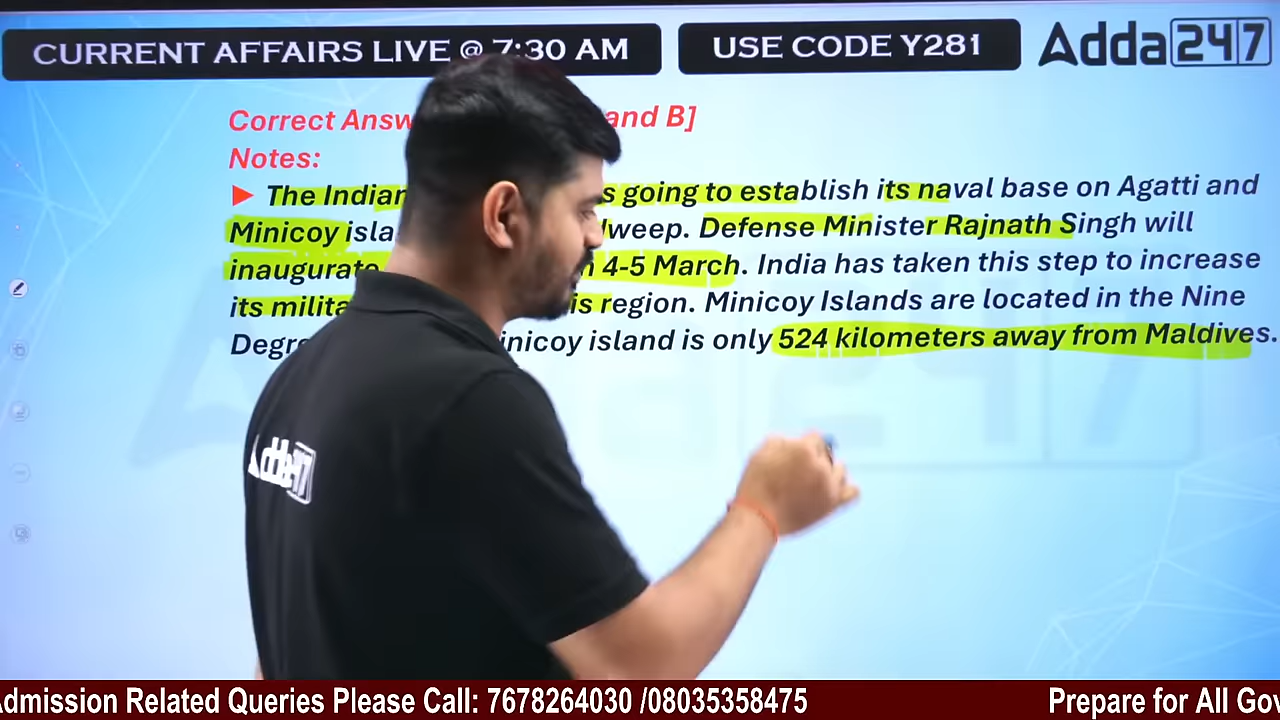 CURRENT AFFAIRS LIVE @ 7:30 AM
USE CODE Y281
Adda247
Correct Answ and B]
Notes:
► The Indian s going to establish its naval base on Agatti and
Minicoy isla weep. Defense Minister Rajnath Singh will
inaugurate 4-5 March. India has taken this step to increase
its milita is region. Minicoy Islands are located in the Nine
Degre inicoy island is only 524 kilometers away from Maldives.
Adda247
dmission Related Queries Please Call: 7678264030 /08035358475
Prepare for All Gov